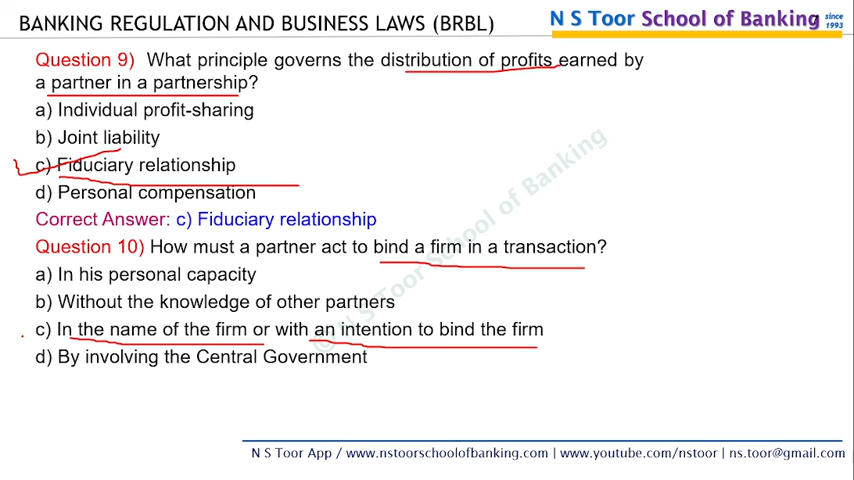 BANKING REGULATION AND BUSINESS LAWS (BRBL)
N S Toor School of Banking since 1993
Question 9) What principle governs the distribution of profits earned by
a partner in a partnership?
a) Individual profit-sharing
b) Joint liability
c) Fiduciary relationship
d) Personal compensation
Correct Answer: c) Fiduciary relationship
Question 10) How must a partner act to bind a firm in a transaction?
a) In his personal capacity
b) Without the knowledge of other partners
c) In the name of the firm or with an intention to bind the firm
d) By involving the Central Government
© N S Toor School of Banking
N S Toor App / www.nstoorschoolofbanking.com | www.youtube.com/nstoor | ns.toor@gmail.com